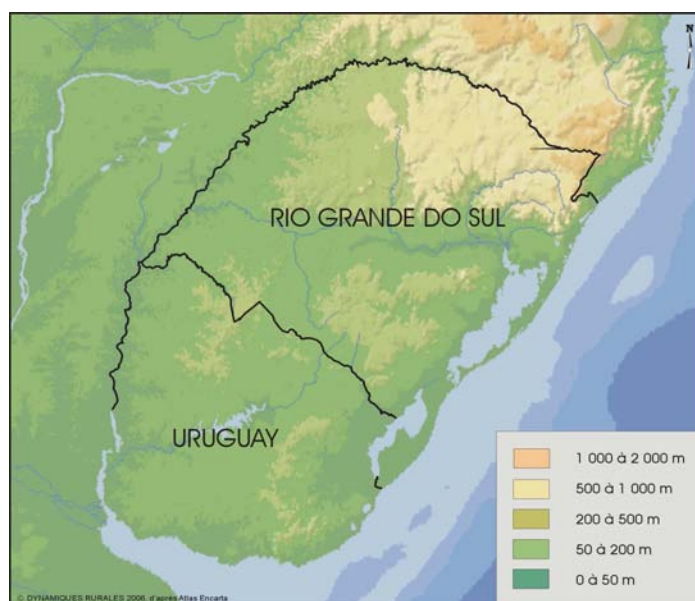 N
RIO GRANDE DO SUL
URUGUAY
1 000 à 2 000 m
500 à 1 000 m
200 à 500 m
50 à 200 m
0 à 50 m
© DYNAMIQUES RURALES 2006, d'après Atlas Encarta